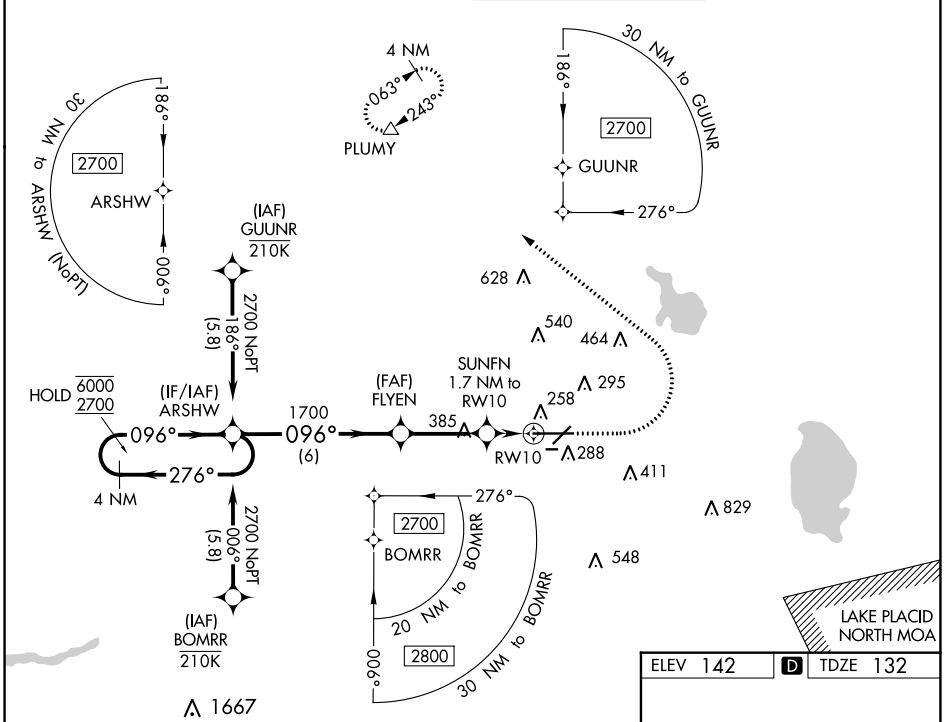 4 NM
063°
243°
PLUMY
30 NM to GUUNR
186°
2700
GUUNR
276°
30 NM to ARSHW (NoPT)
186°
2700
ARSHW
006°
(IAF)
GUUNR
210K
2700 NoPT
186°
(5.8)
628
540
464
295
258
SUNFN
1.7 NM to
RW10
(FAF)
FLYEN
385
HOLD 6000
2700
(IF/IAF)
ARSHW
096°
1700
096°
(6)
RW10
288
411
276°
4 NM
829
548
2700 NoPT
006°
(5.8)
(IAF)
BOMRR
210K
276°
2700
BOMRR
20 NM to BOMRR
006°
2800
30 NM to BOMRR
LAKE PLACID
NORTH MOA
1667
ELEV 142 D TDZE 132